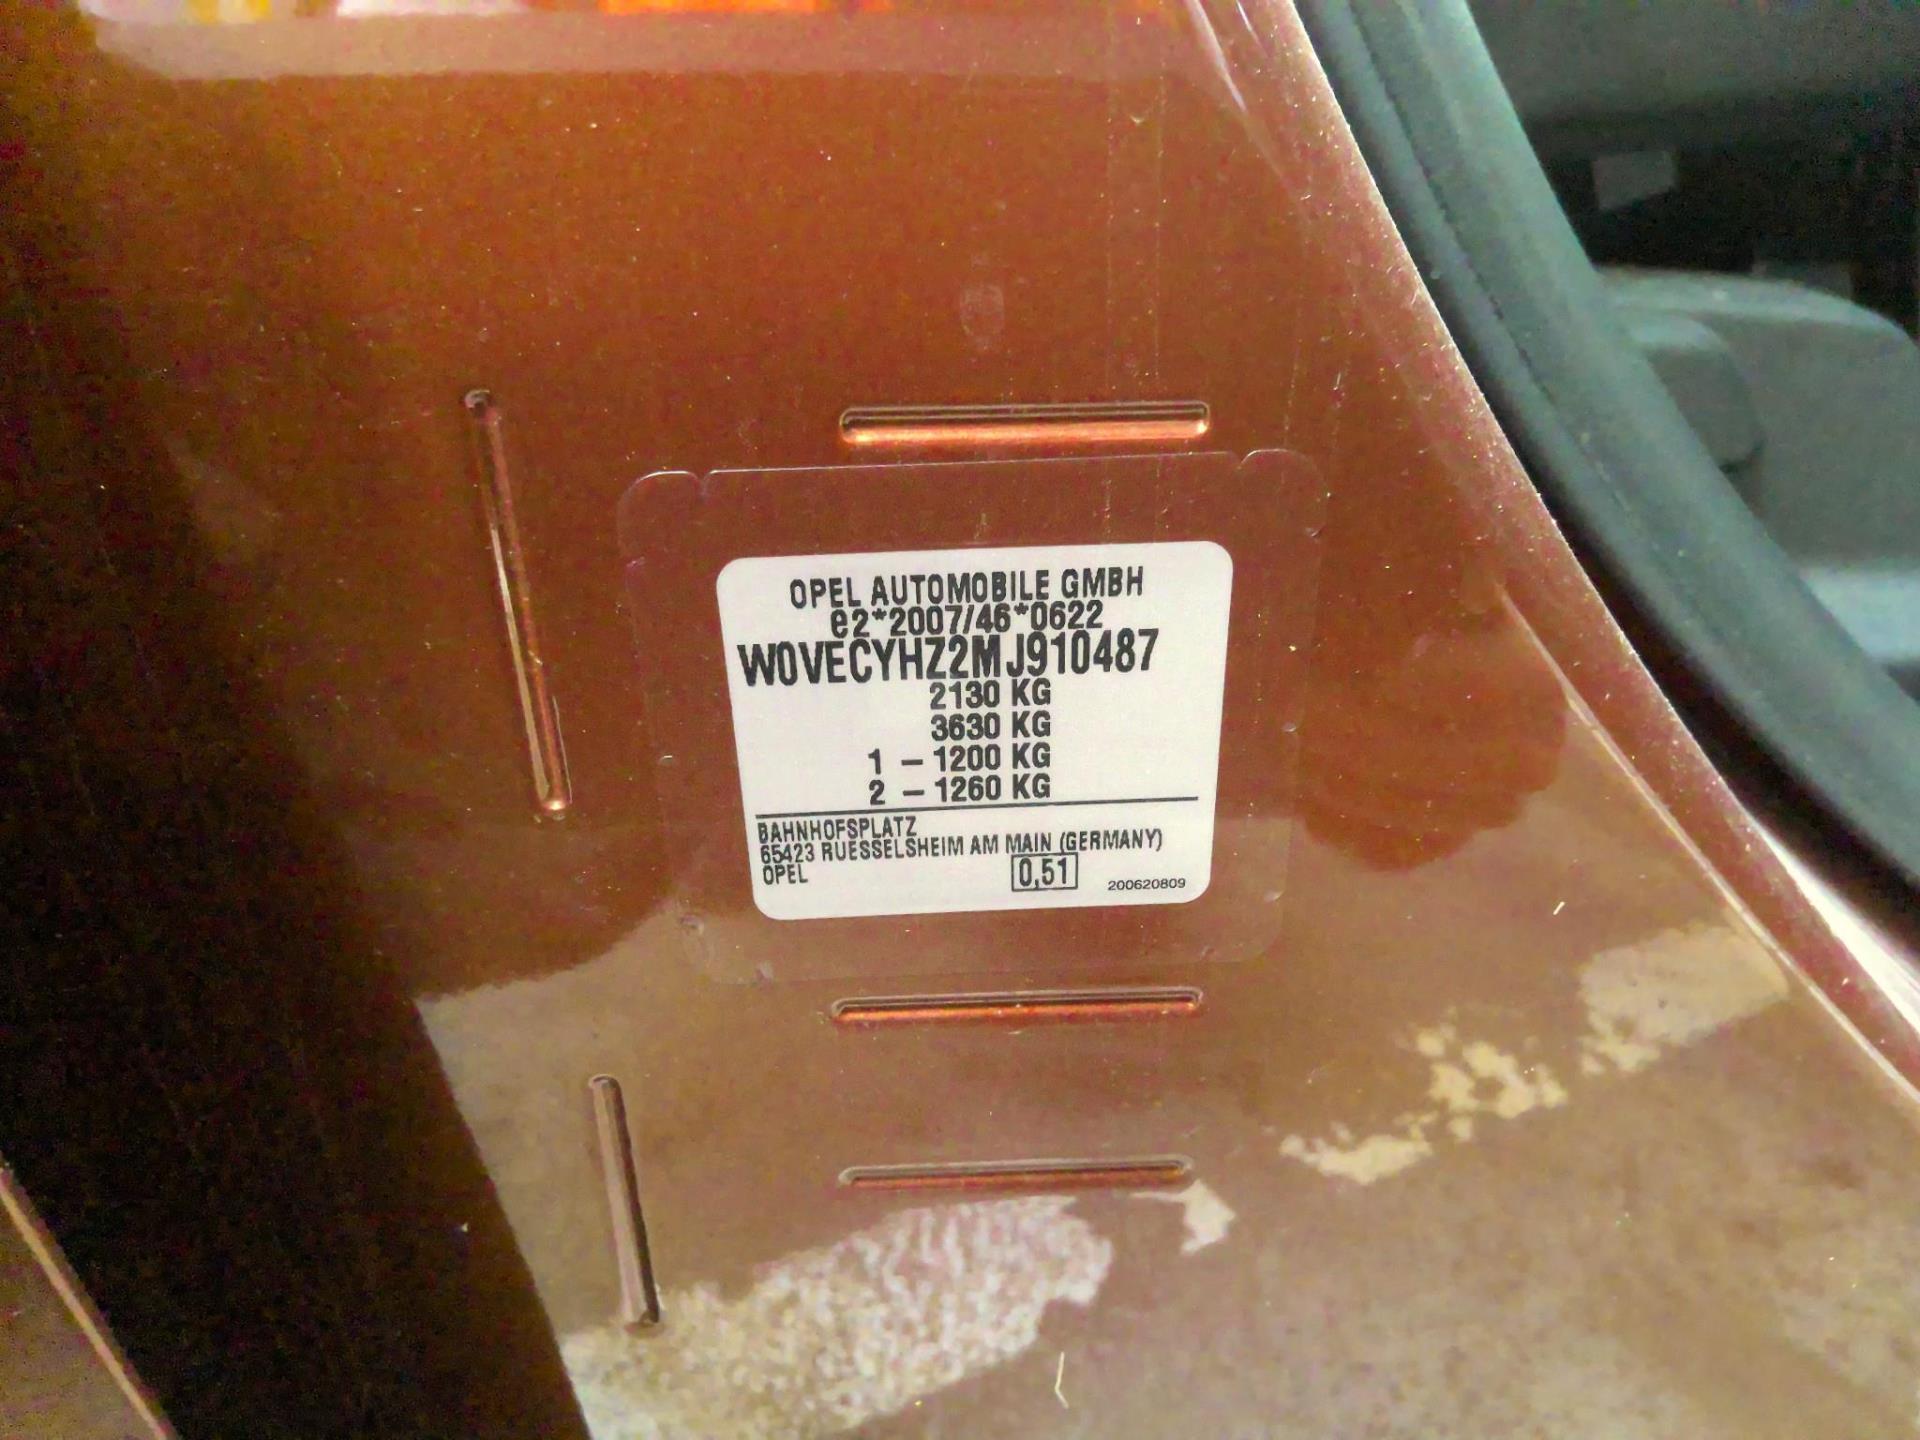 OPEL AUTOMOBILE GMBH
e2*2007/46*0622
W0VECYHZ2MJ910487
2130 KG
3630 KG
1 – 1200 KG
2 – 1260 KG
BAHNHOFSPLATZ
65423 RUESSELSHEIM AM MAIN (GERMANY)
OPEL 0,51 200620809